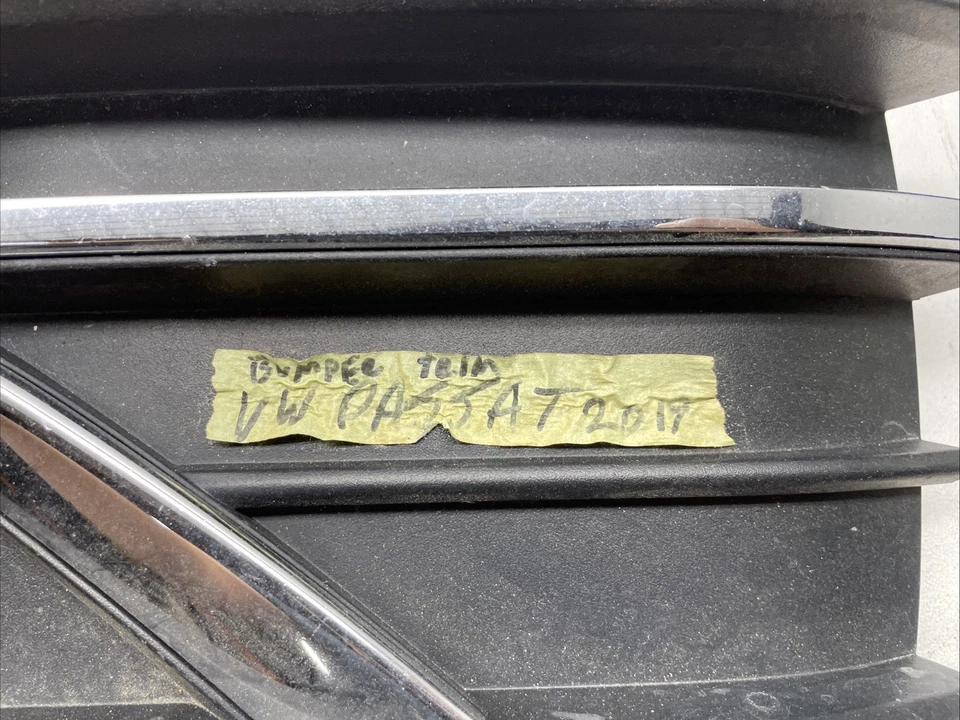 BUMPER TRIM
VW PASSAT 2017